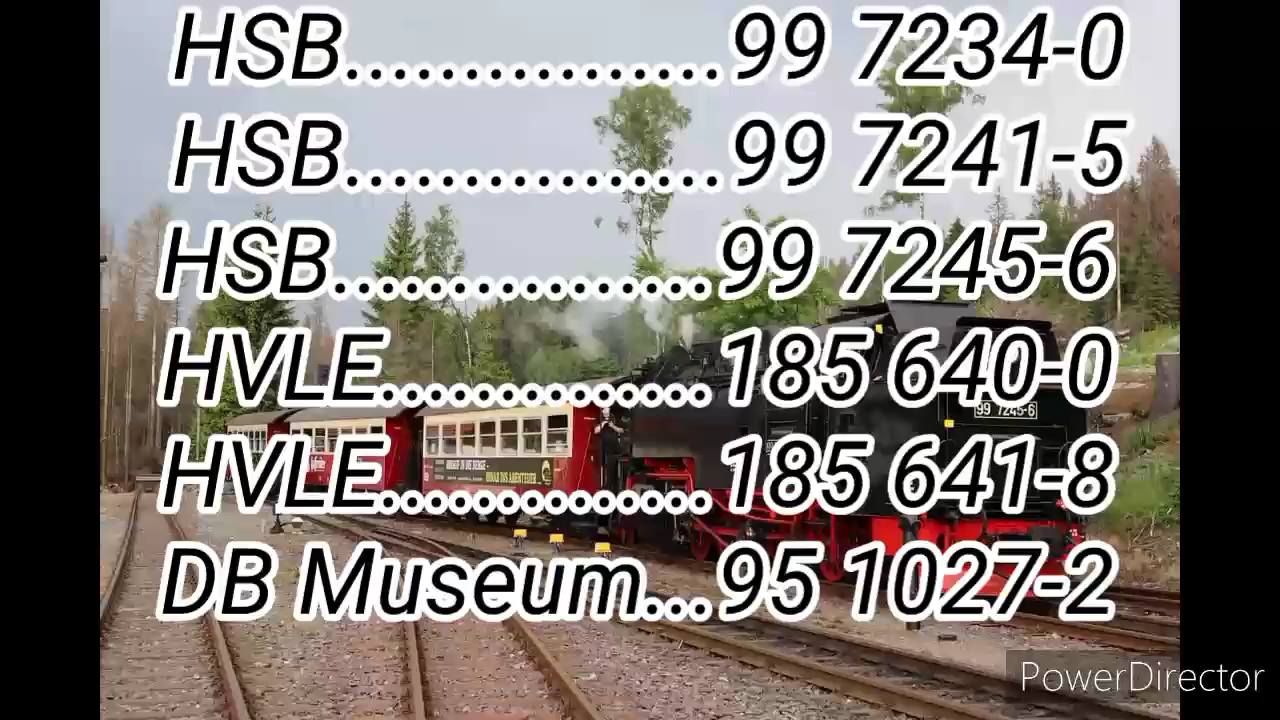 HSB................99 7234-0
HSB................99 7241-5
HSB................99 7245-6
HVLE..............185 640-0
HVLE..............185 641-8
DB Museum...95 1027-2
99 7245-6
PowerDirector